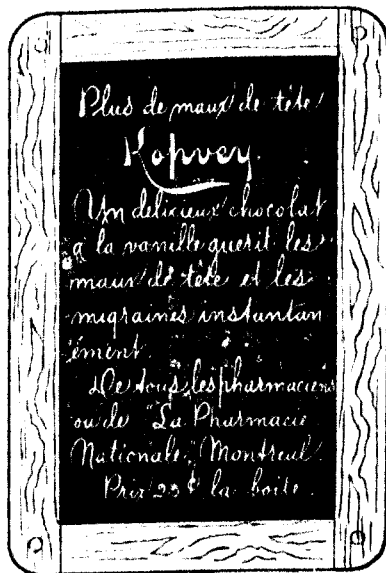 Plus de maux de tête
Kopvey.
Un délicieux chocolat
à la vanille guérit les
maux de tête et les
migraines instantan
ément.
De tous les pharmaciens
ou de "La Pharmacie
Nationale," Montreal.
Prix 25¢ la boite.